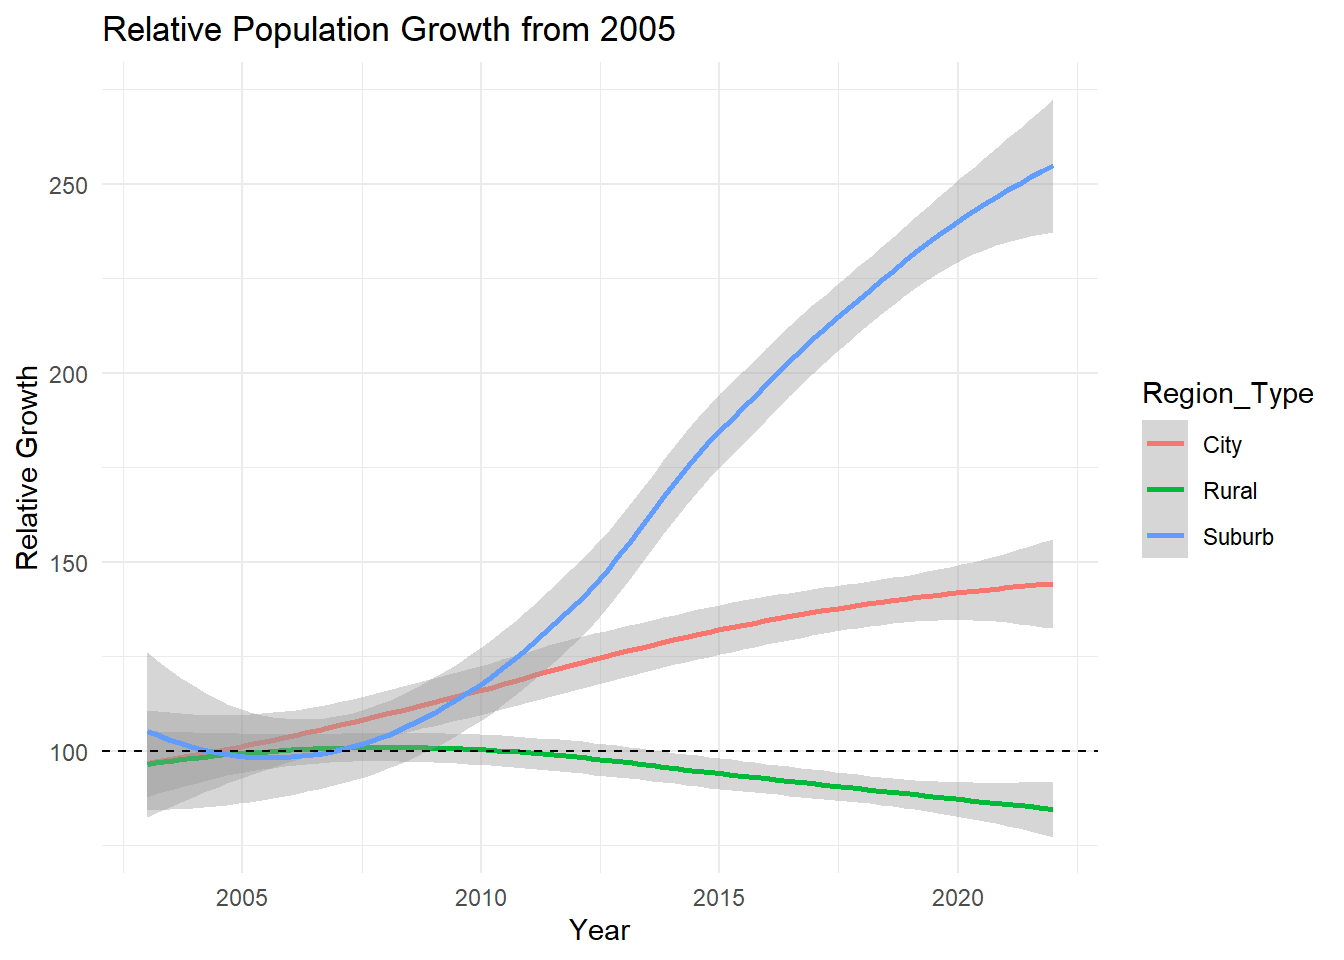 Relative Population Growth from 2005
Relative Growth
250
200
150
100
2005
2010
2015
2020
Year
Region_Type
City
Rural
Suburb